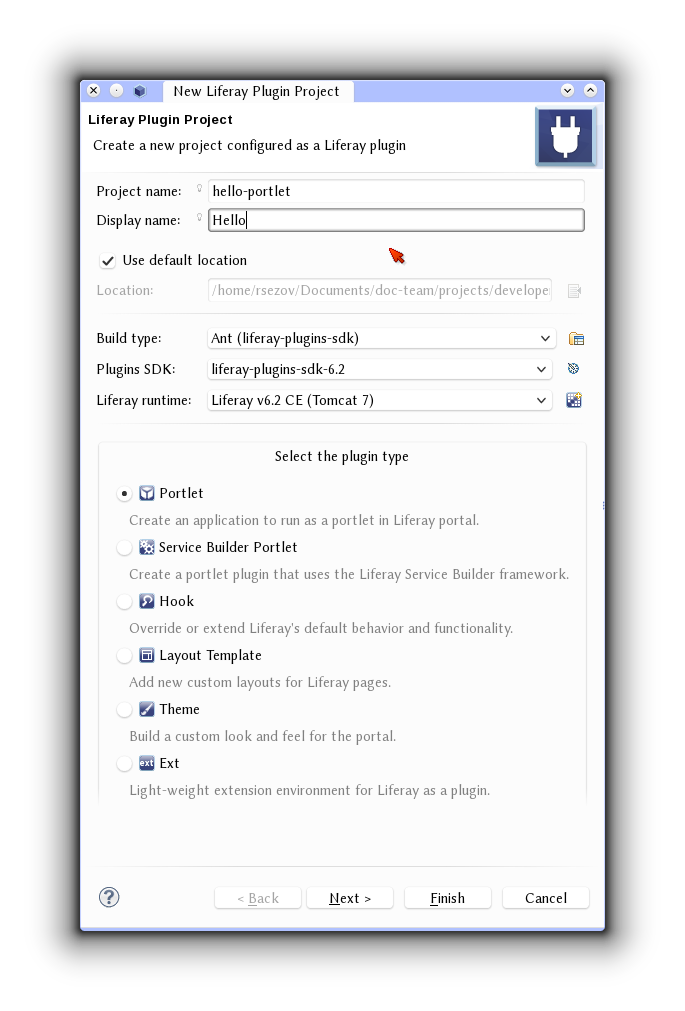 New Liferay Plugin Project
Liferay Plugin Project
Create a new project configured as a Liferay plugin
Project name: hello-portlet
Display name: Hello
Use default location
Location: /home/rsezov/Documents/doc-team/projects/develope
Build type: Ant (liferay-plugins-sdk)
Plugins SDK: liferay-plugins-sdk-6.2
Liferay runtime: Liferay v6.2 CE (Tomcat 7)
Select the plugin type
Portlet
Create an application to run as a portlet in Liferay portal.
Service Builder Portlet
Create a portlet plugin that uses the Liferay Service Builder framework.
Hook
Override or extend Liferay's default behavior and functionality.
Layout Template
Add new custom layouts for Liferay pages.
Theme
Build a custom look and feel for the portal.
ext Ext
Light-weight extension environment for Liferay as a plugin.
? < Back Next > Finish Cancel